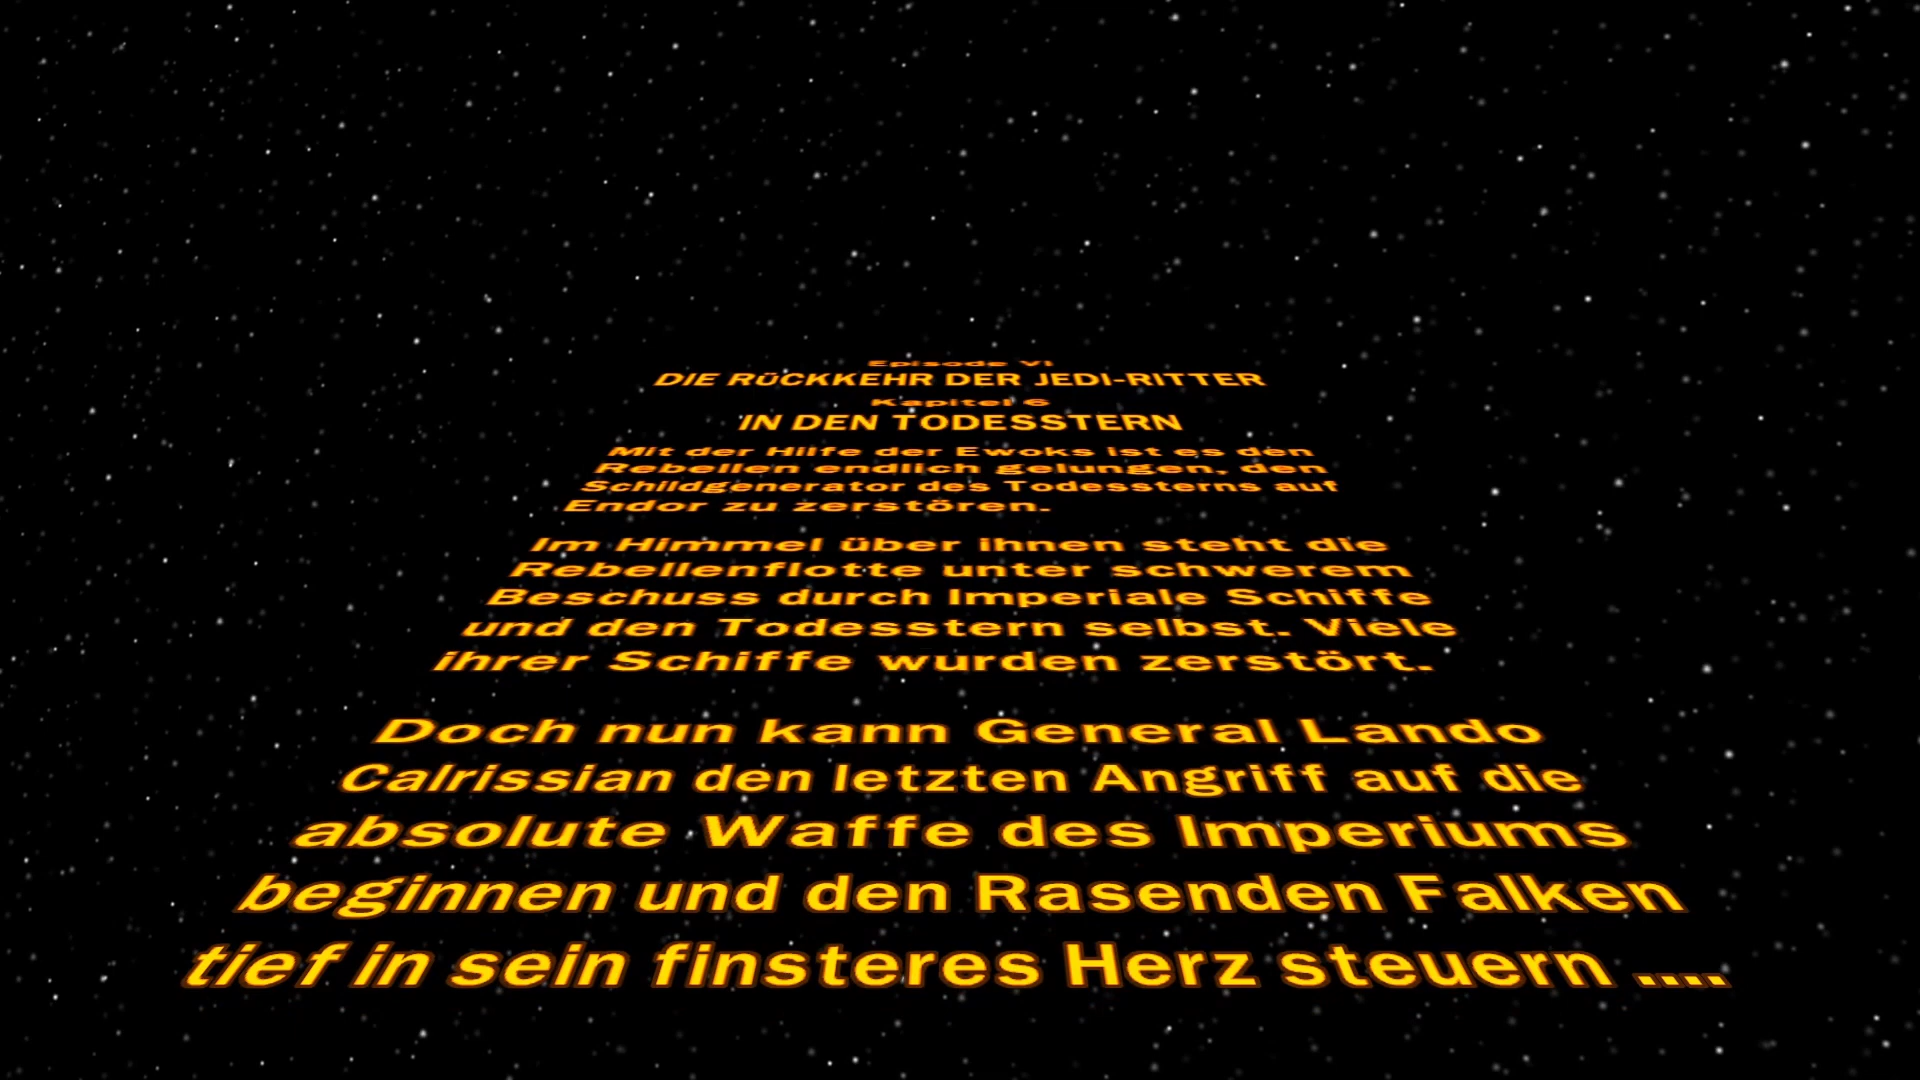 Episode VI
DIE RÜCKKEHR DER JEDI-RITTER
Kapitel 6
IN DEN TODESSTERN
Mit der Hilfe der Ewoks ist es den
Rebellen endlich gelungen, den
Schildgenerator des Todessterns auf
Endor zu zerstören.
Im Himmel über ihnen steht die
Rebellenflotte unter schwerem
Beschuss durch Imperiale Schiffe
und den Todesstern selbst. Viele
ihrer Schiffe wurden zerstört.
Doch nun kann General Lando
Calrissian den letzten Angriff auf die
absolute Waffe des Imperiums
beginnen und den Rasenden Falken
tief in sein finsteres Herz steuern ....